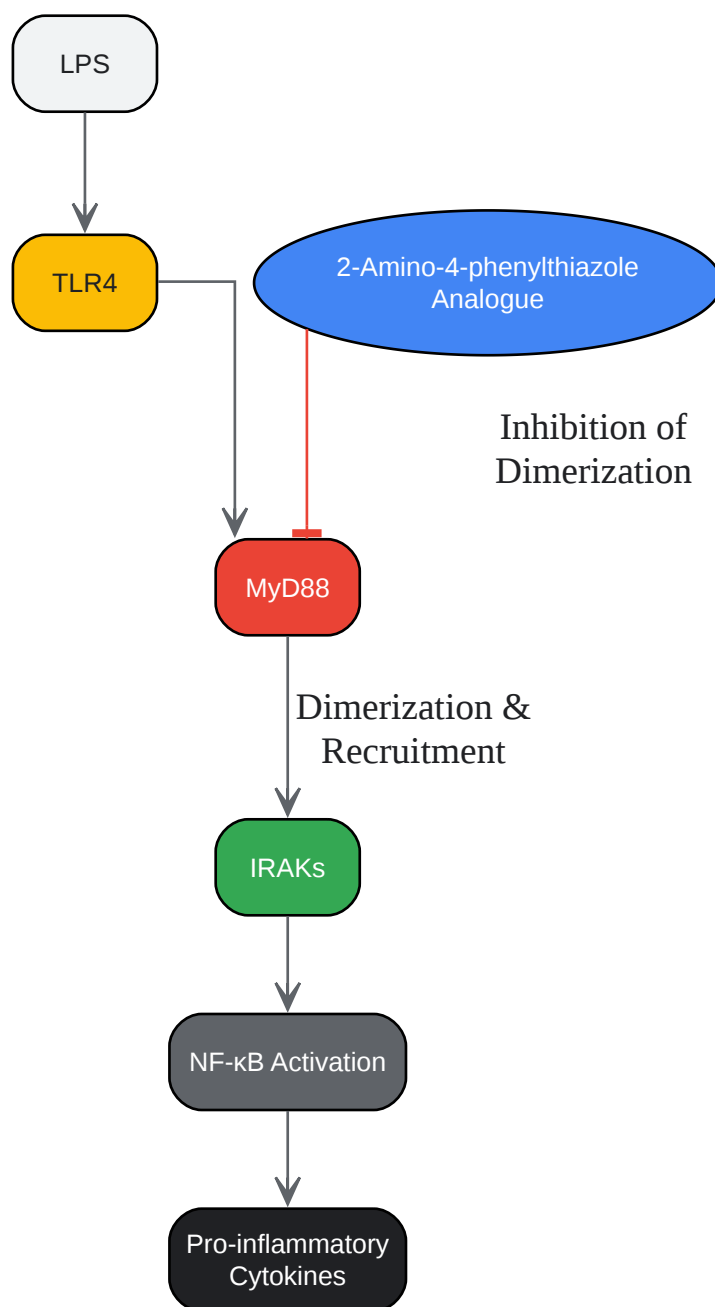 LPS
TLR4
2-Amino-4-phenylthiazole
Analogue
Inhibition of
Dimerization
MyD88
Dimerization &
Recruitment
IRAKs
NF-κB Activation
Pro-inflammatory
Cytokines